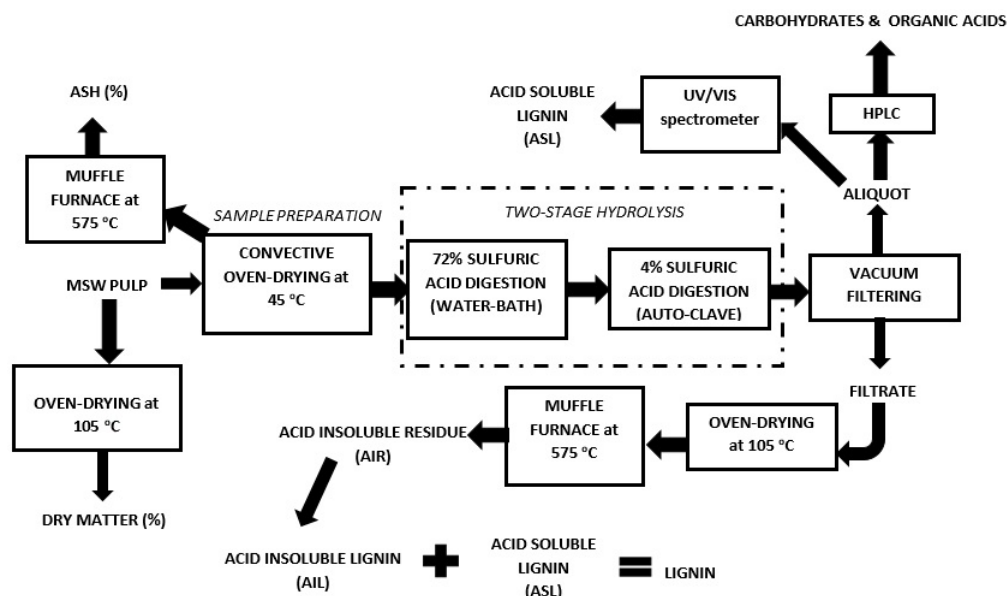 CARBOHYDRATES & ORGANIC ACIDS
ASH (%)
ACID SOLUBLE
LIGNIN
(ASL)
UV/VIS
spectrometer
HPLC
MUFFLE
FURNACE at
575 °C
SAMPLE PREPARATION
TWO-STAGE HYDROLYSIS
ALIQUOT
MSW PULP
CONVECTIVE
OVEN-DRYING at
45 °C
72% SULFURIC
ACID DIGESTION
(WATER-BATH)
4% SULFURIC
ACID DIGESTION
(AUTO-CLAVE)
VACUUM
FILTERING
OVEN-DRYING at
105 °C
FILTRATE
OVEN-DRYING
at 105 °C
MUFFLE
FURNACE at
575 °C
ACID INSOLUBLE RESIDUE
(AIR)
DRY MATTER (%)
ACID INSOLUBLE LIGNIN
(AIL)
+
ACID SOLUBLE
LIGNIN
(ASL)
=
LIGNIN